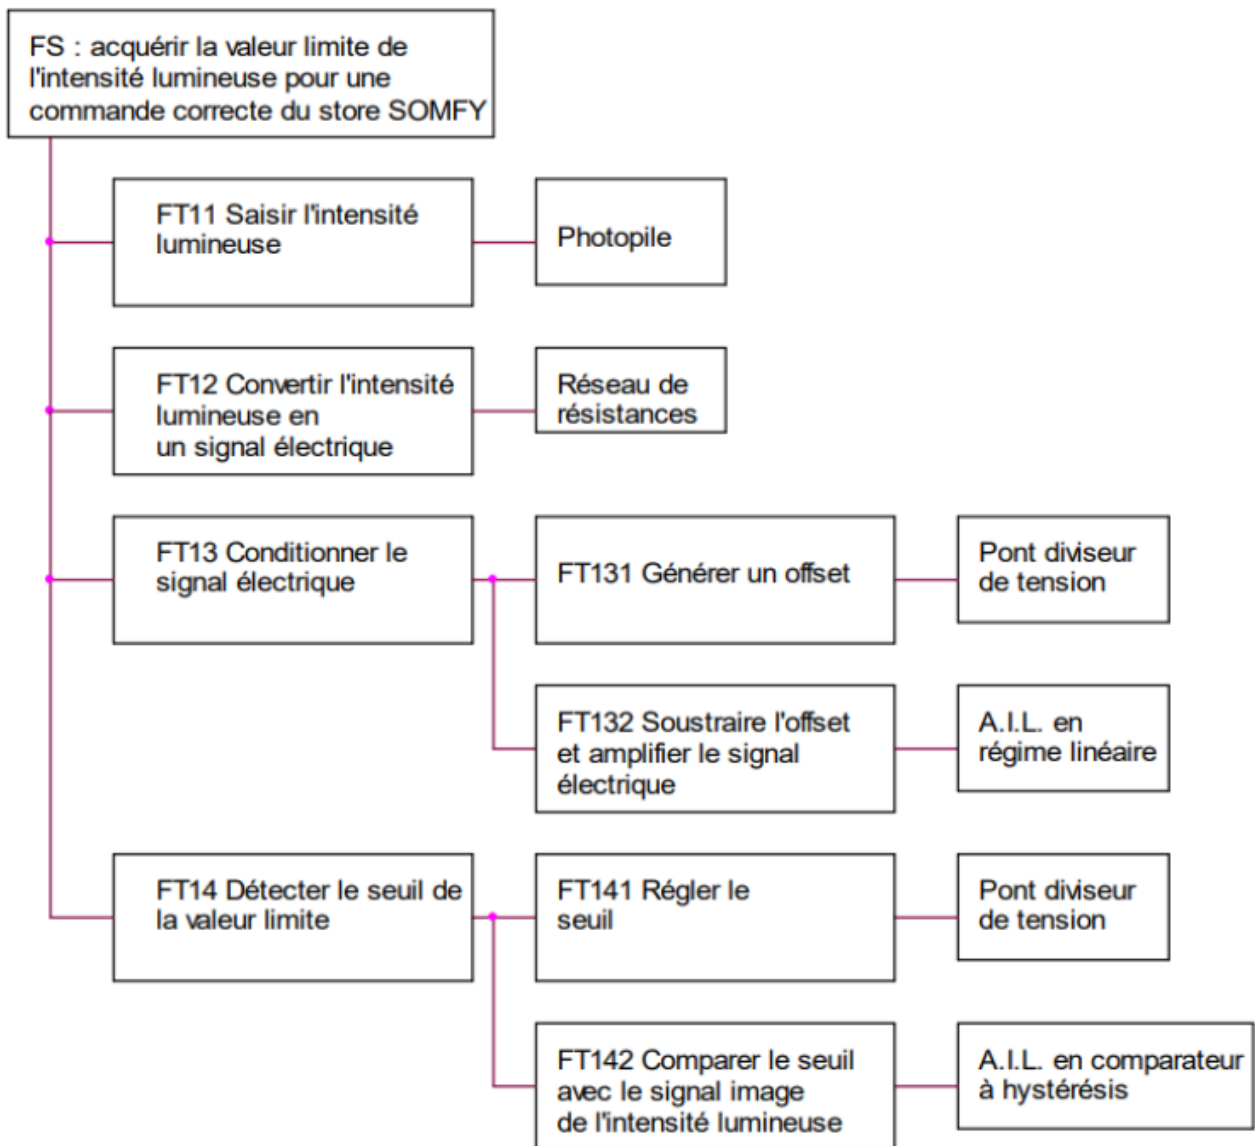 FS : acquérir la valeur limite de
l'intensité lumineuse pour une
commande correcte du store SOMFY
FT11 Saisir l'intensité
lumineuse
Photopile
FT12 Convertir l'intensité
lumineuse en
un signal électrique
Réseau de
résistances
FT13 Conditionner le
signal électrique
FT131 Générer un offset
Pont diviseur
de tension
FT132 Soustraire l'offset
et amplifier le signal
électrique
A.I.L. en
régime linéaire
FT14 Détecter le seuil de
la valeur limite
FT141 Régler le
seuil
Pont diviseur
de tension
FT142 Comparer le seuil
avec le signal image
de l'intensité lumineuse
A.I.L. en comparateur
à hystérésis